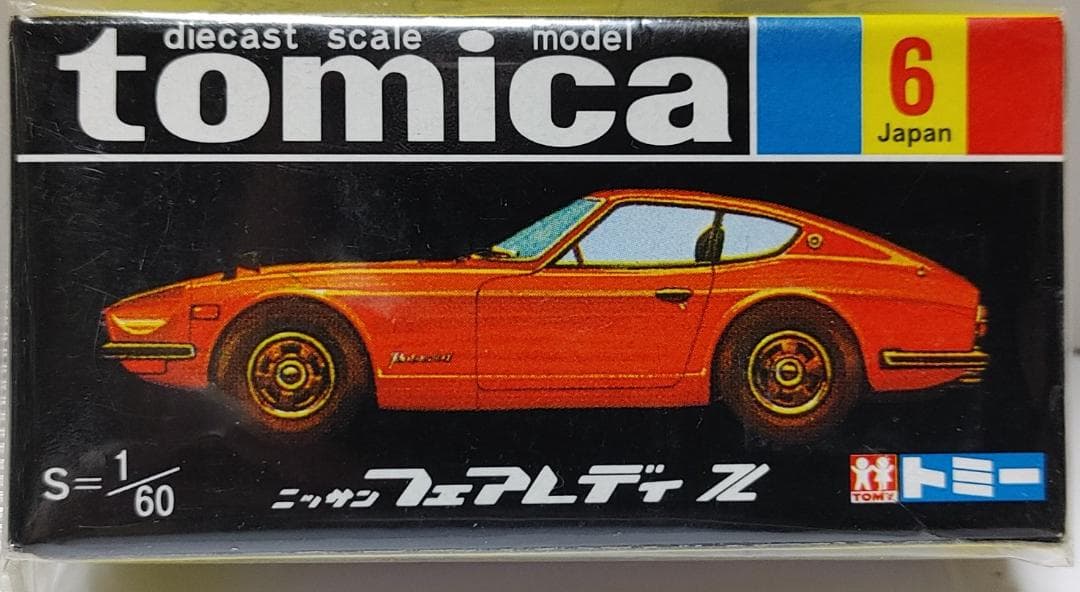 diecast scale model
tomica
6
Japan
S=1/60
ニッサン フェアレディ Z
TOMY
トミー